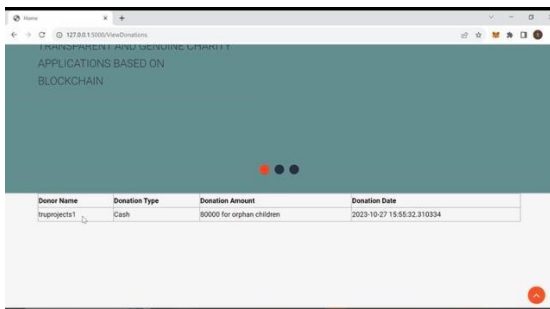 Home
127.0.0.1:5000/ViewDonations
TRANSPARENT AND GENUINE CHARITY
APPLICATIONS BASED ON
BLOCKCHAIN
Donor Name Donation Type Donation Amount Donation Date
truprojects1 Cash 80000 for orphan children 2023-10-27 15:55:32.310334